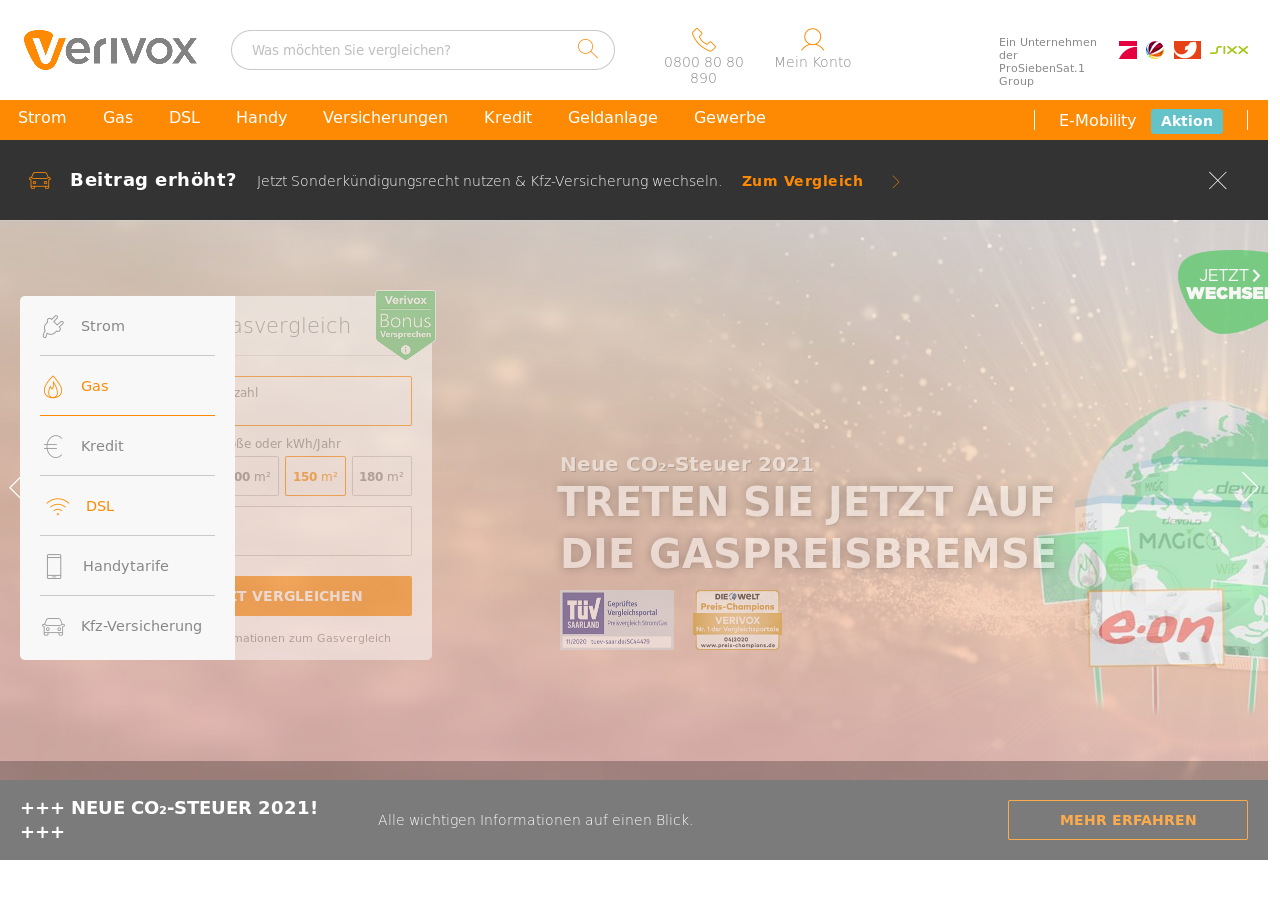 Verivox
Was möchten Sie vergleichen?
0800 80 80
890
Mein Konto
Ein Unternehmen
der
ProSiebenSat.1
Group
sixx
Strom
Gas
DSL
Handy
Versicherungen
Kredit
Geldanlage
Gewerbe
E-Mobility
Aktion
Beitrag erhöht?
Jetzt Sonderkündigungsrecht nutzen & Kfz-Versicherung wechseln.
Zum Vergleich
JETZT
WECHSEL
Strom
Gas
Kredit
DSL
Handytarife
Kfz-Versicherung
asvergleich
Verivox
Bonus
Versprechen
zahl
ße oder kWh/Jahr
00 m²
150 m²
180 m²
T VERGLEICHEN
mationen zum Gasvergleich
Neue CO₂-Steuer 2021
TRETEN SIE JETZT AUF
DIE GASPREISBREMSE
TÜV
SAARLAND
Geprüftes
Vergleichsportal
Preisvergleich Strom/Gas
11/2020 tuev-saar.de/SC44479
DIE WELT
Preis-Champions
VERIVOX
Nr. 1 der Vergleichsportale
04|2020
www.preis-champions.de
devolo
MAGiC
devolo
MAGiC 1
WiFi
e·on
+++ NEUE CO₂-STEUER 2021!
+++
Alle wichtigen Informationen auf einen Blick.
MEHR ERFAHREN